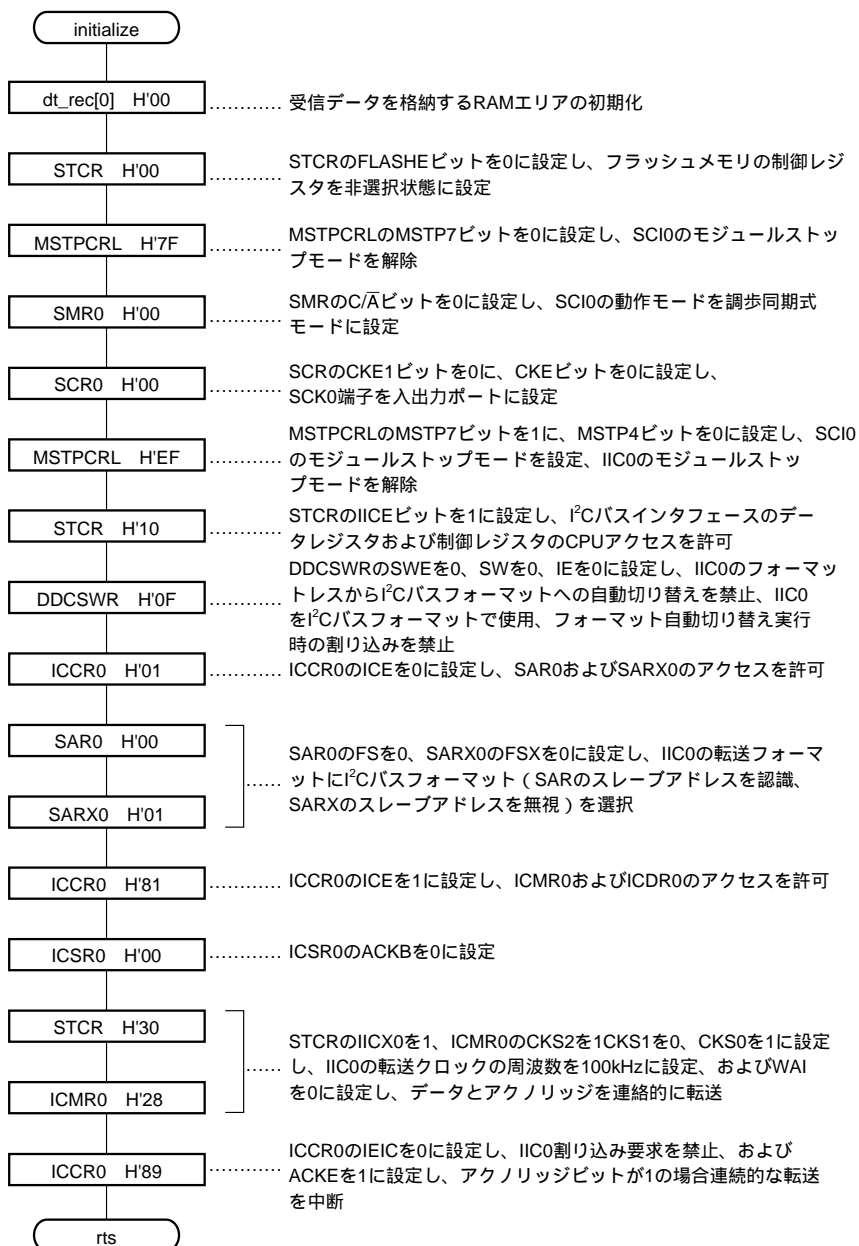 initialize
dt_rec[0] H'00
………… 受信データを格納するRAMエリアの初期化
STCR H'00
………… STCRのFLASHEビットを0に設定し、フラッシュメモリの制御レジ
スタを非選択状態に設定
MSTPCRL H'7F
………… MSTPCRLのMSTP7ビットを0に設定し、SCI0のモジュールストッ
プモードを解除
SMR0 H'00
………… SMRのC/A̅ビットを0に設定し、SCI0の動作モードを調歩同期式
モードに設定
SCR0 H'00
………… SCRのCKE1ビットを0に、CKEビットを0に設定し、
SCK0端子を入出力ポートに設定
MSTPCRL H'EF
MSTPCRLのMSTP7ビットを1に、MSTP4ビットを0に設定し、SCI0
………… のモジュールストップモードを設定、IIC0のモジュールストッ
プモードを解除
STCR H'10
………… STCRのIICEビットを1に設定し、I²Cバスインタフェースのデー
タレジスタおよび制御レジスタのCPUアクセスを許可
DDCSWR H'0F
DDCSWRのSWEを0、SWを0、IEを0に設定し、IIC0のフォーマッ
………… トレスからI²Cバスフォーマットへの自動切り替えを禁止、IIC0
をI²Cバスフォーマットで使用、フォーマット自動切り替え実行
時の割り込みを禁止
ICCR0 H'01
………… ICCR0のICEを0に設定し、SAR0およびSARX0のアクセスを許可
SAR0 H'00
SARX0 H'01
SAR0のFSを0、SARX0のFSXを0に設定し、IIC0の転送フォーマ
…… ットにI²Cバスフォーマット（SARのスレーブアドレスを認識、
SARXのスレーブアドレスを無視）を選択
ICCR0 H'81
………… ICCR0のICEを1に設定し、ICMR0およびICDR0のアクセスを許可
ICSR0 H'00
………… ICSR0のACKBを0に設定
STCR H'30
ICMR0 H'28
STCRのIICX0を1、ICMR0のCKS2を1CKS1を0、CKS0を1に設定
…… し、IIC0の転送クロックの周波数を100kHzに設定、およびWAI
を0に設定し、データとアクノリッジを連絡的に転送
ICCR0 H'89
ICCR0のIEICを0に設定し、IIC0割り込み要求を禁止、および
………… ACKEを1に設定し、アクノリッジビットが1の場合連続的な転送
を中断
rts